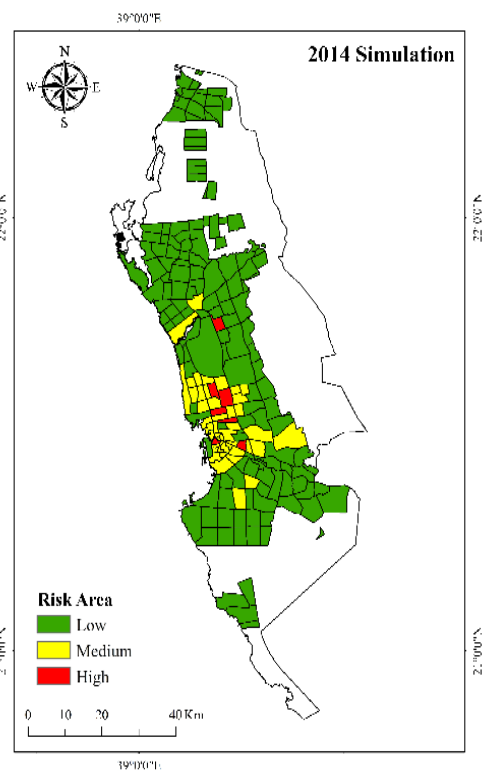 39°0'0"E
2014 Simulation
N
W
E
S
22°0'0"N
22°0'0"N
Risk Area
Low
Medium
High
21°0'0"N
21°0'0"N
0 10 20 40 Km
39°0'0"E